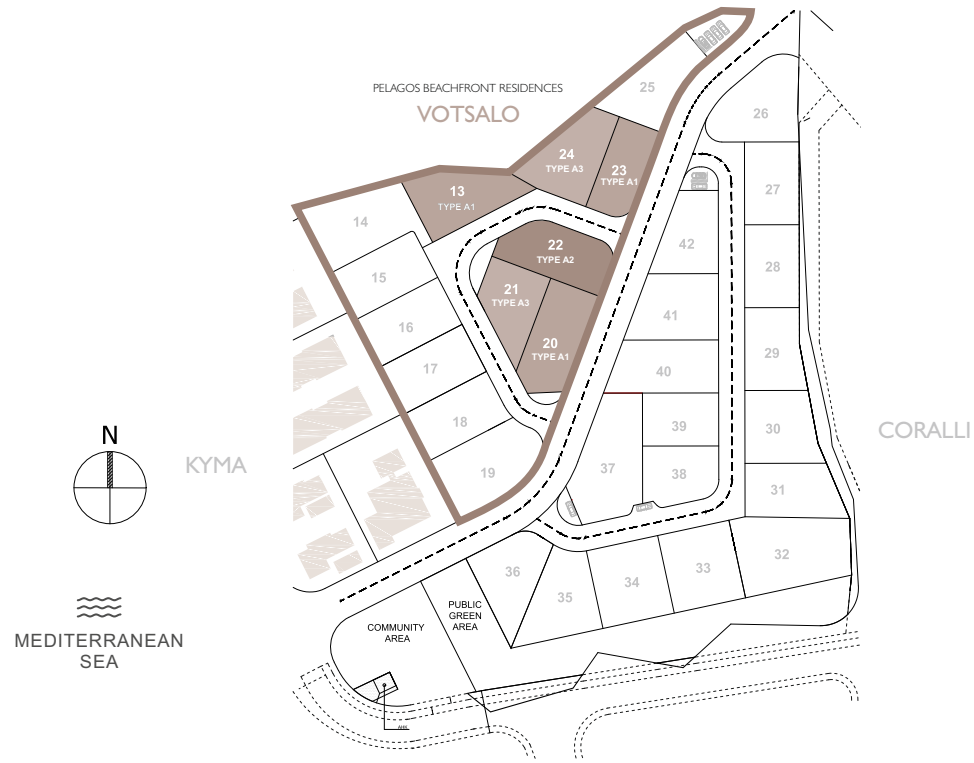 PELAGOS BEACHFRONT RESIDENCES
VOTSALO
25
26
24
TYPE A3
23
TYPE A1
13
TYPE A1
27
14
22
TYPE A2
42
15
28
21
TYPE A3
16
41
20
TYPE A1
29
17
40
18
39
30
CORALLI
N
KYMA
19
37
38
31
36
35
34
33
32
PUBLIC
GREEN
AREA
COMMUNITY
AREA
MEDITERRANEAN
SEA